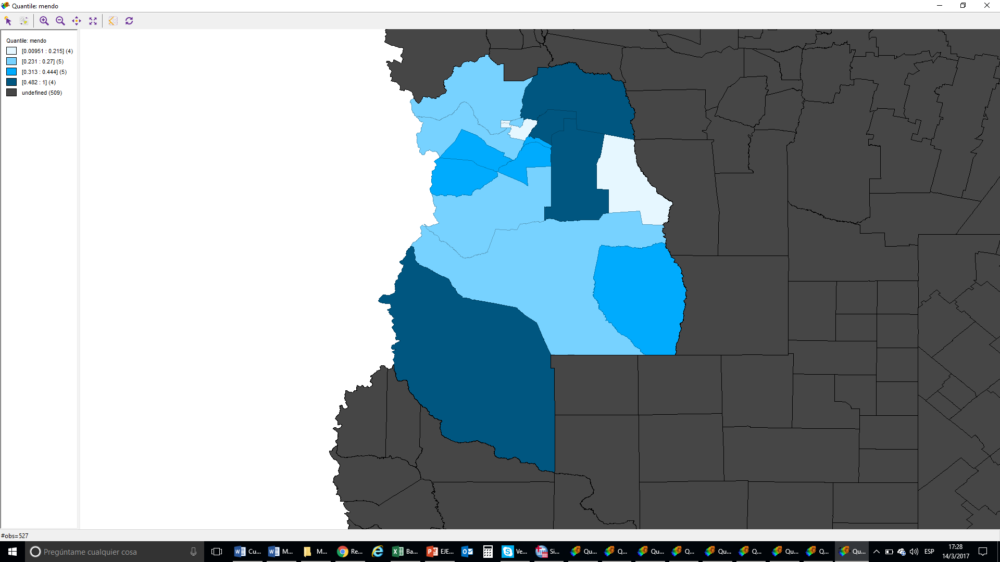 Quantile: mendo
Quantile: mendo
[0.00951 : 0.215] (4)
[0.231 : 0.27] (5)
[0.313 : 0.444] (5)
[0.482 : 1] (4)
undefined (509)
#obs=527
Pregúntame cualquier cosa
Cu...
M...
M...
Re...
Ba...
EJE...
Ve...
Si...
Qu...
Q...
Qu...
Q...
Qu...
Q...
Qu...
Q...
Qu...
ESP
17:28
14/3/2017